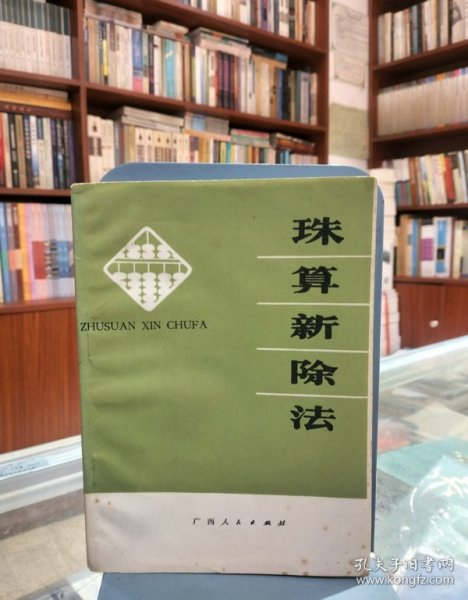 珠算新除法
ZHUSUAN XIN CHUFA
广西人民出版社
孔夫子旧书网
www.kongfz.com